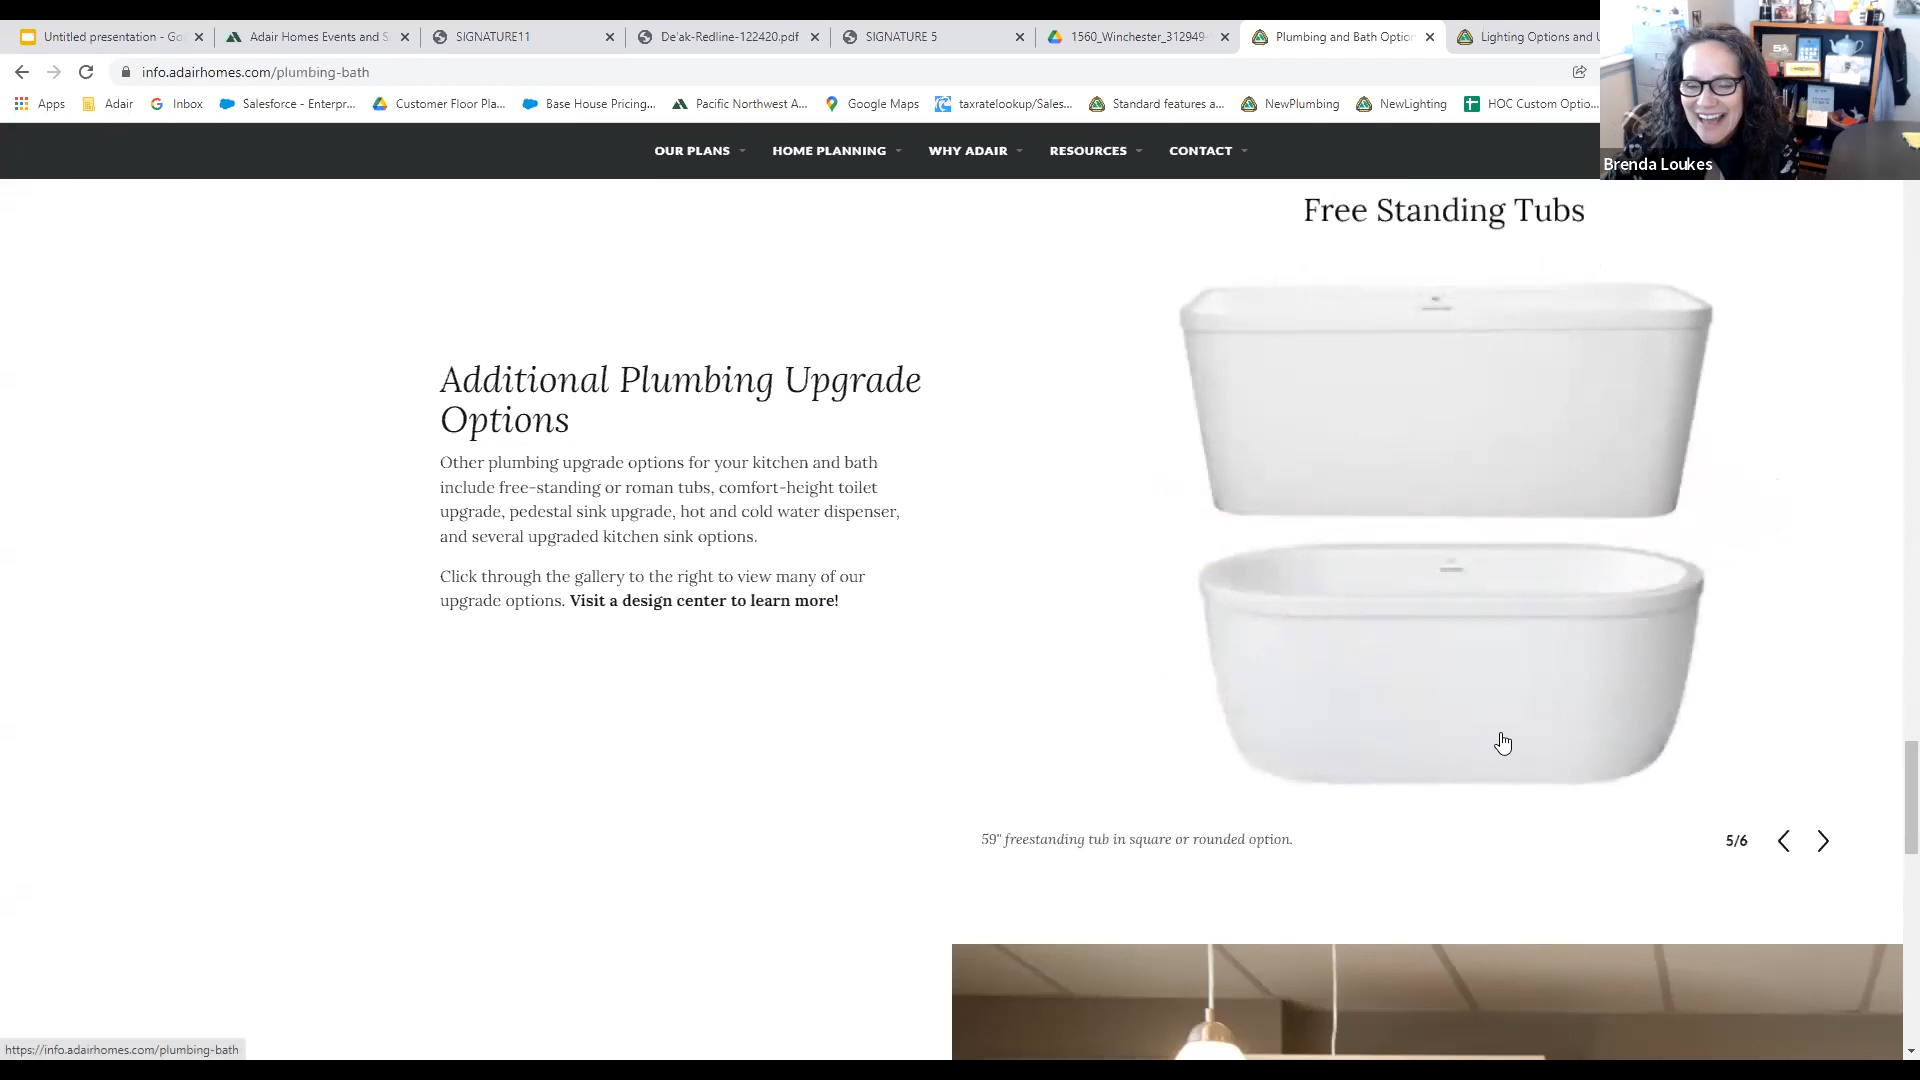 Untitled presentation - Go
Adair Homes Events and S
SIGNATURE11
De'ak-Redline-122420.pdf
SIGNATURE 5
1560_Winchester_312949-
Plumbing and Bath Option
Lighting Options and U
info.adairhomes.com/plumbing-bath
Apps
Adair
Inbox
Salesforce - Enterpr...
Customer Floor Pla...
Base House Pricing...
Pacific Northwest A...
Google Maps
taxratelookup/Sales...
Standard features a...
NewPlumbing
NewLighting
HOC Custom Optio...
OUR PLANS
HOME PLANNING
WHY ADAIR
RESOURCES
CONTACT
Brenda Loukes
Free Standing Tubs
Additional Plumbing Upgrade
Options
Other plumbing upgrade options for your kitchen and bath
include free-standing or roman tubs, comfort-height toilet
upgrade, pedestal sink upgrade, hot and cold water dispenser,
and several upgraded kitchen sink options.
Click through the gallery to the right to view many of our
upgrade options. Visit a design center to learn more!
59" freestanding tub in square or rounded option.
5/6
https://info.adairhomes.com/plumbing-bath